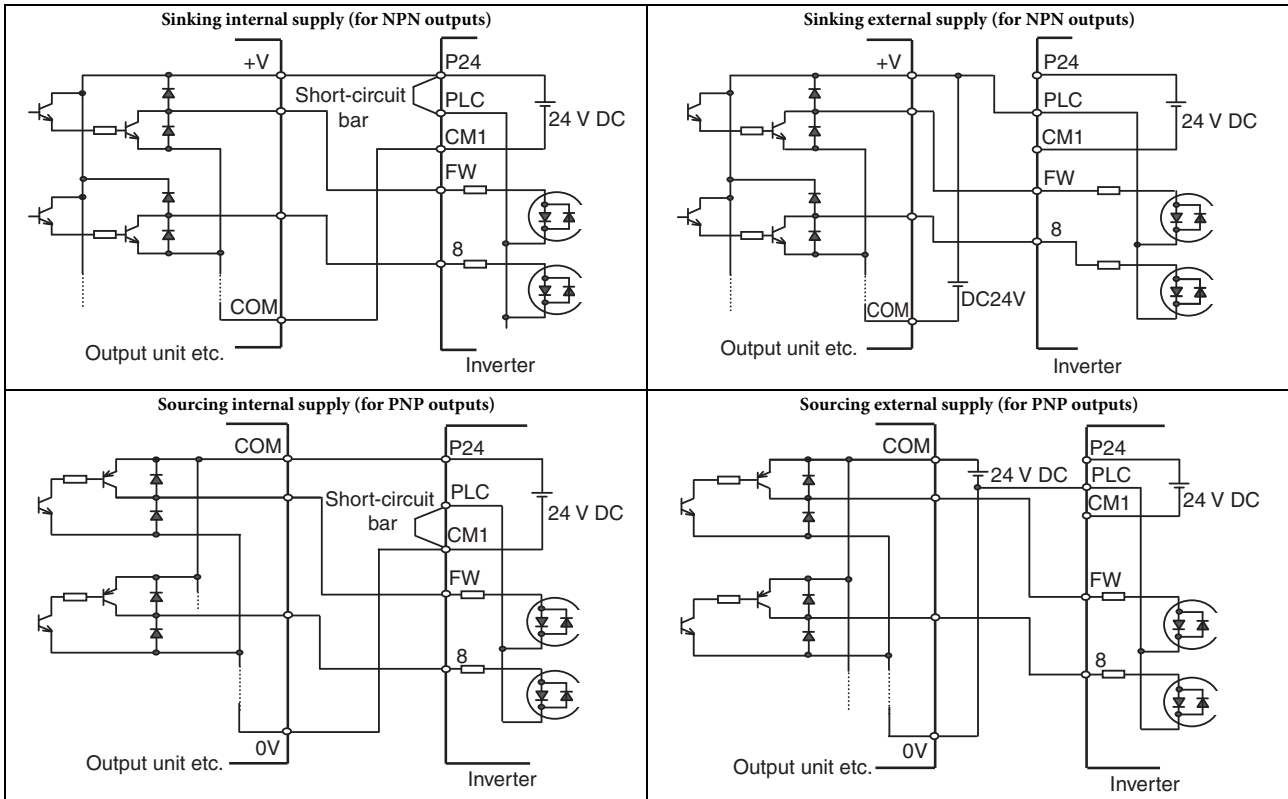 Sinking internal supply (for NPN outputs)
+V
P24
Short-circuit
bar
PLC
24 V DC
CM1
FW
8
COM
Output unit etc.
Inverter
Sinking external supply (for NPN outputs)
+V
P24
PLC
24 V DC
CM1
FW
8
DC24V
COM
Output unit etc.
Inverter
Sourcing internal supply (for PNP outputs)
COM
P24
Short-circuit
bar
PLC
24 V DC
CM1
FW
8
0V
Output unit etc.
Inverter
Sourcing external supply (for PNP outputs)
COM
P24
24 V DC
PLC
CM1
24 V DC
FW
8
0V
Output unit etc.
Inverter